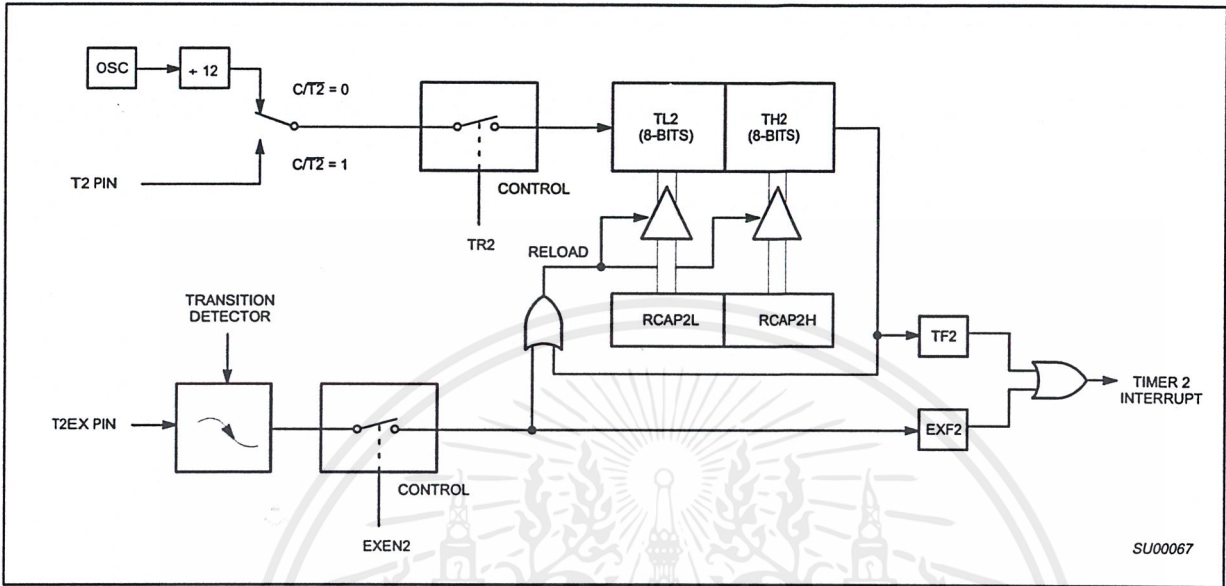 OSC
÷ 12
C/T2 = 0
C/T2 = 1
T2 PIN
CONTROL
TR2
TL2
(8-BITS)
TH2
(8-BITS)
RELOAD
RCAP2L
RCAP2H
TRANSITION
DETECTOR
T2EX PIN
CONTROL
EXEN2
TF2
EXF2
TIMER 2
INTERRUPT
SU00067